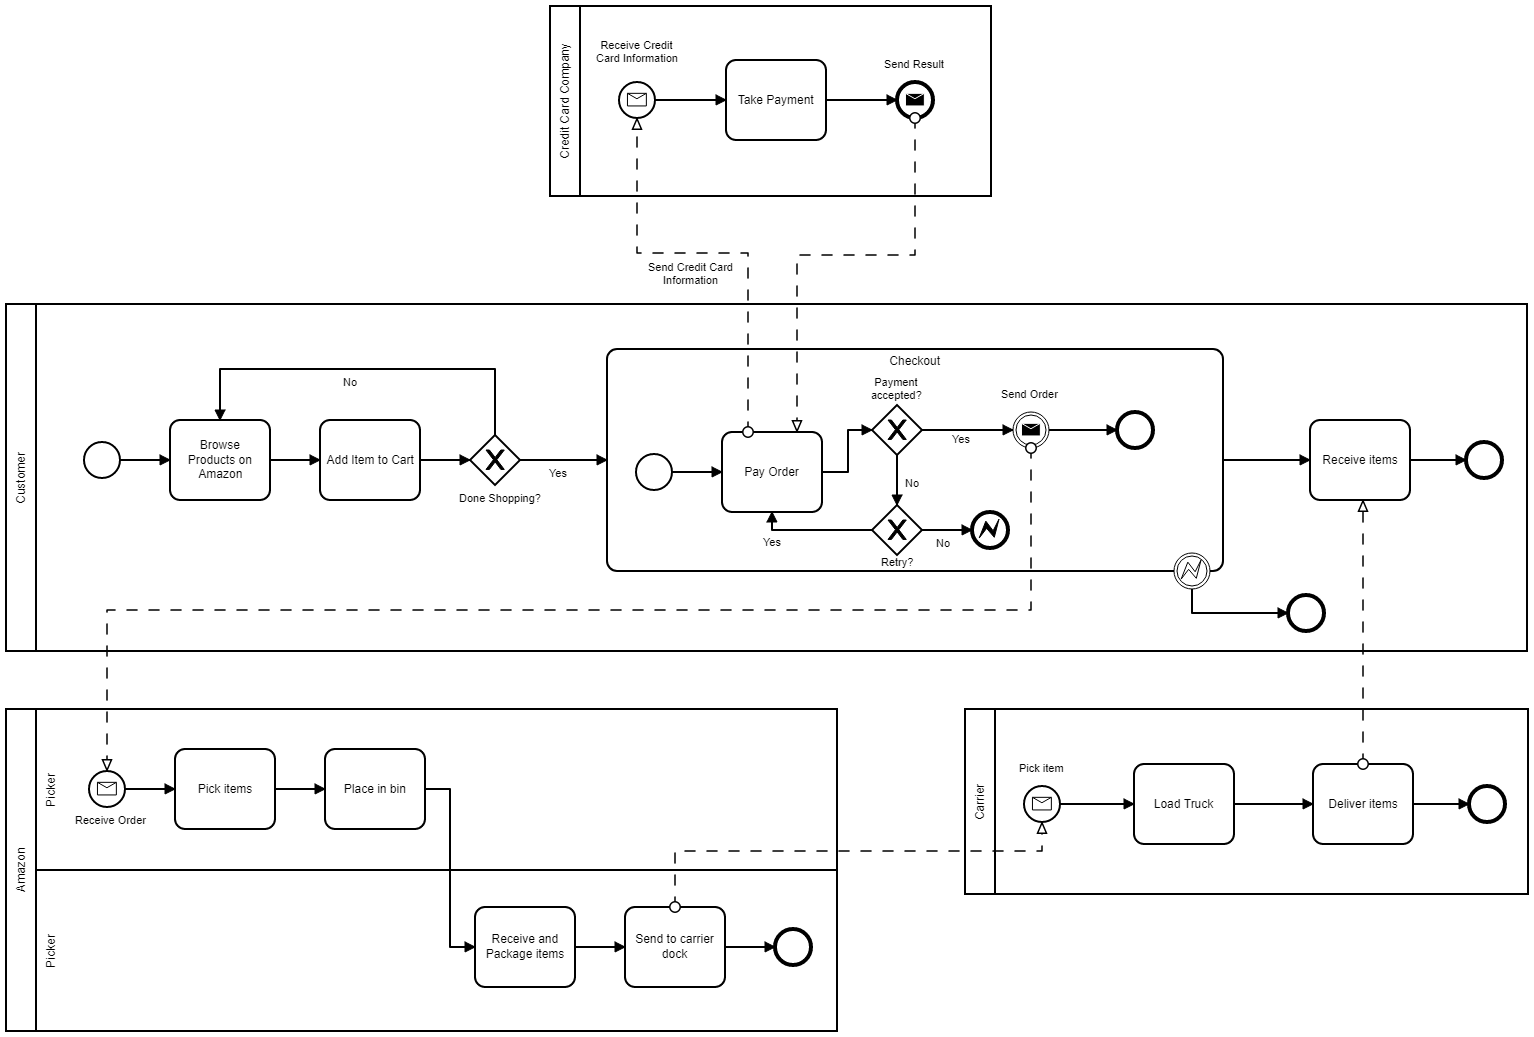 Credit Card Company
Receive Credit
Card Information
Take Payment
Send Result
Send Credit Card
Information
Customer
No
Browse
Products on
Amazon
Add Item to Cart
Done Shopping?
Yes
Checkout
Pay Order
Payment
accepted?
Yes
Send Order
No
Yes
Retry?
No
Receive items
Amazon
Picker
Receive Order
Pick items
Place in bin
Picker
Receive and
Package items
Send to carrier
dock
Carrier
Pick item
Load Truck
Deliver items